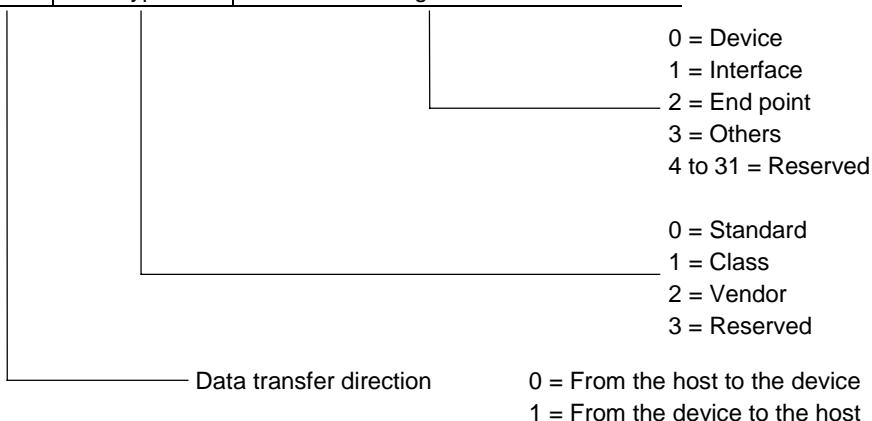 0 = Device
1 = Interface
2 = End point
3 = Others
4 to 31 = Reserved
0 = Standard
1 = Class
2 = Vendor
3 = Reserved
Data transfer direction 0 = From the host to the device
1 = From the device to the host